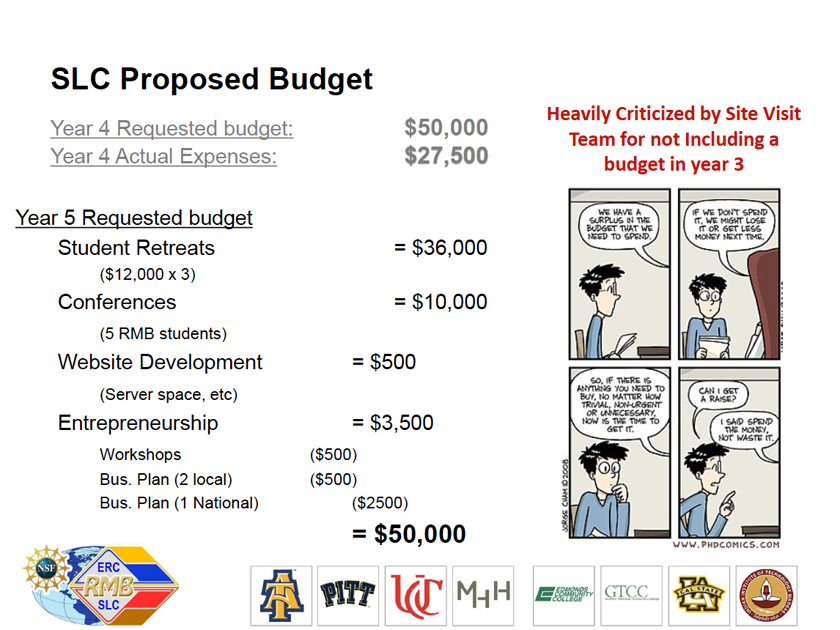 SLC Proposed Budget
Year 4 Requested budget: $50,000
Year 4 Actual Expenses: $27,500
Year 5 Requested budget
Student Retreats = $36,000
($12,000 x 3)
Conferences = $10,000
(5 RMB students)
Website Development = $500
(Server space, etc)
Entrepreneurship = $3,500
Workshops ($500)
Bus. Plan (2 local) ($500)
Bus. Plan (1 National) ($2500)
= $50,000
Heavily Criticized by Site Visit
Team for not Including a
budget in year 3
WE HAVE A
SURPLUS IN THE
BUDGET THAT WE
NEED TO SPEND.
IF WE DON'T SPEND
IT, WE MIGHT LOSE
IT OR GET LESS
MONEY NEXT TIME.
SO, IF THERE IS
ANYTHING YOU NEED TO
BUY, NO MATTER HOW
TRIVIAL, NON-URGENT
OR UNNECESSARY,
NOW IS THE TIME TO
GET IT.
CAN I GET
A RAISE?
I SAID SPEND
THE MONEY,
NOT WASTE IT.
JORGE CHAM © 2008
WWW.PHDCOMICS.COM
NSF
ERC
RMB
SLC
AT
PITT
UC
MHH
EDMONDS
COMMUNITY
COLLEGE
GTCC
CAL STATE
LA